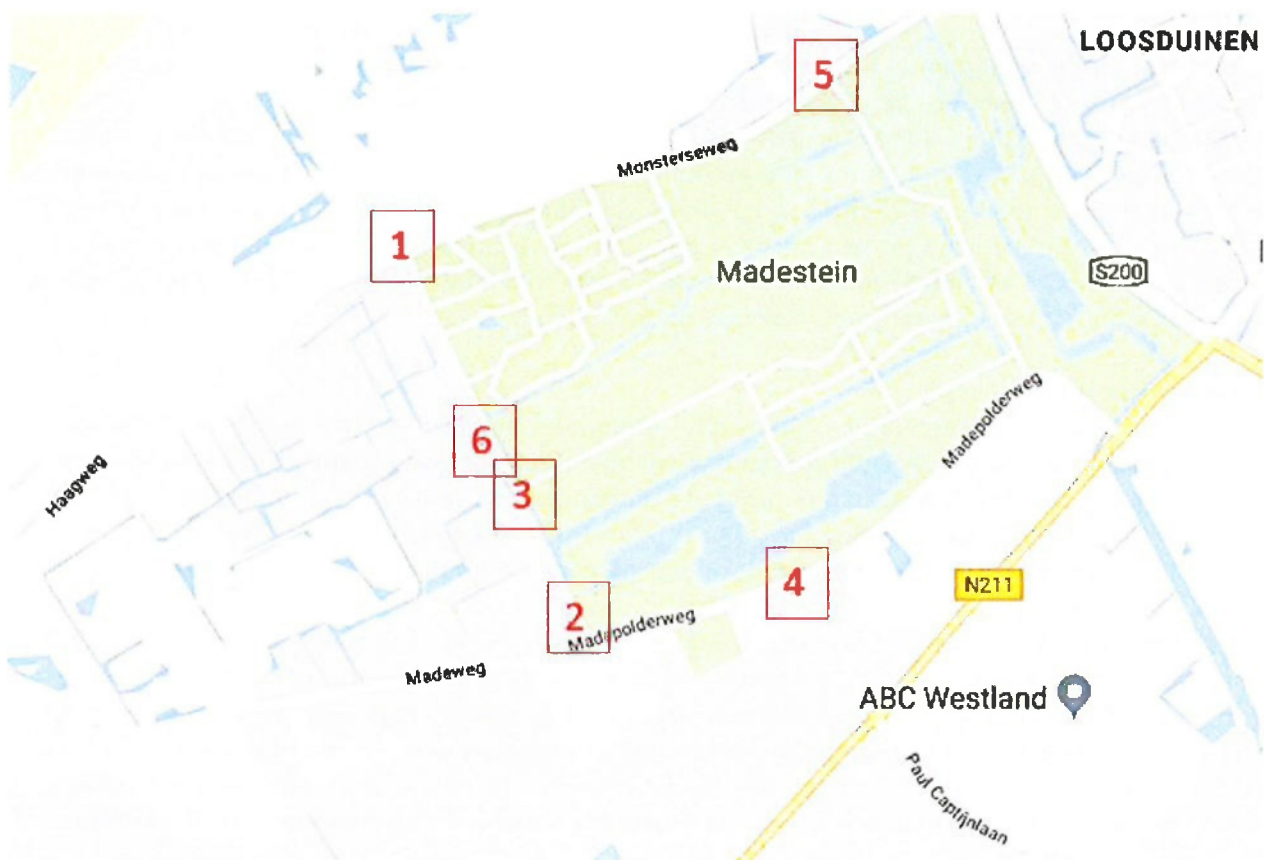 LOOSDUINEN
5
Monsterseweg
1
Madestein
S200
Madepolderweg
6
Haagweg
3
4
N211
2
Madepolderweg
Madeweg
ABC Westland
Paul Captijnlaan